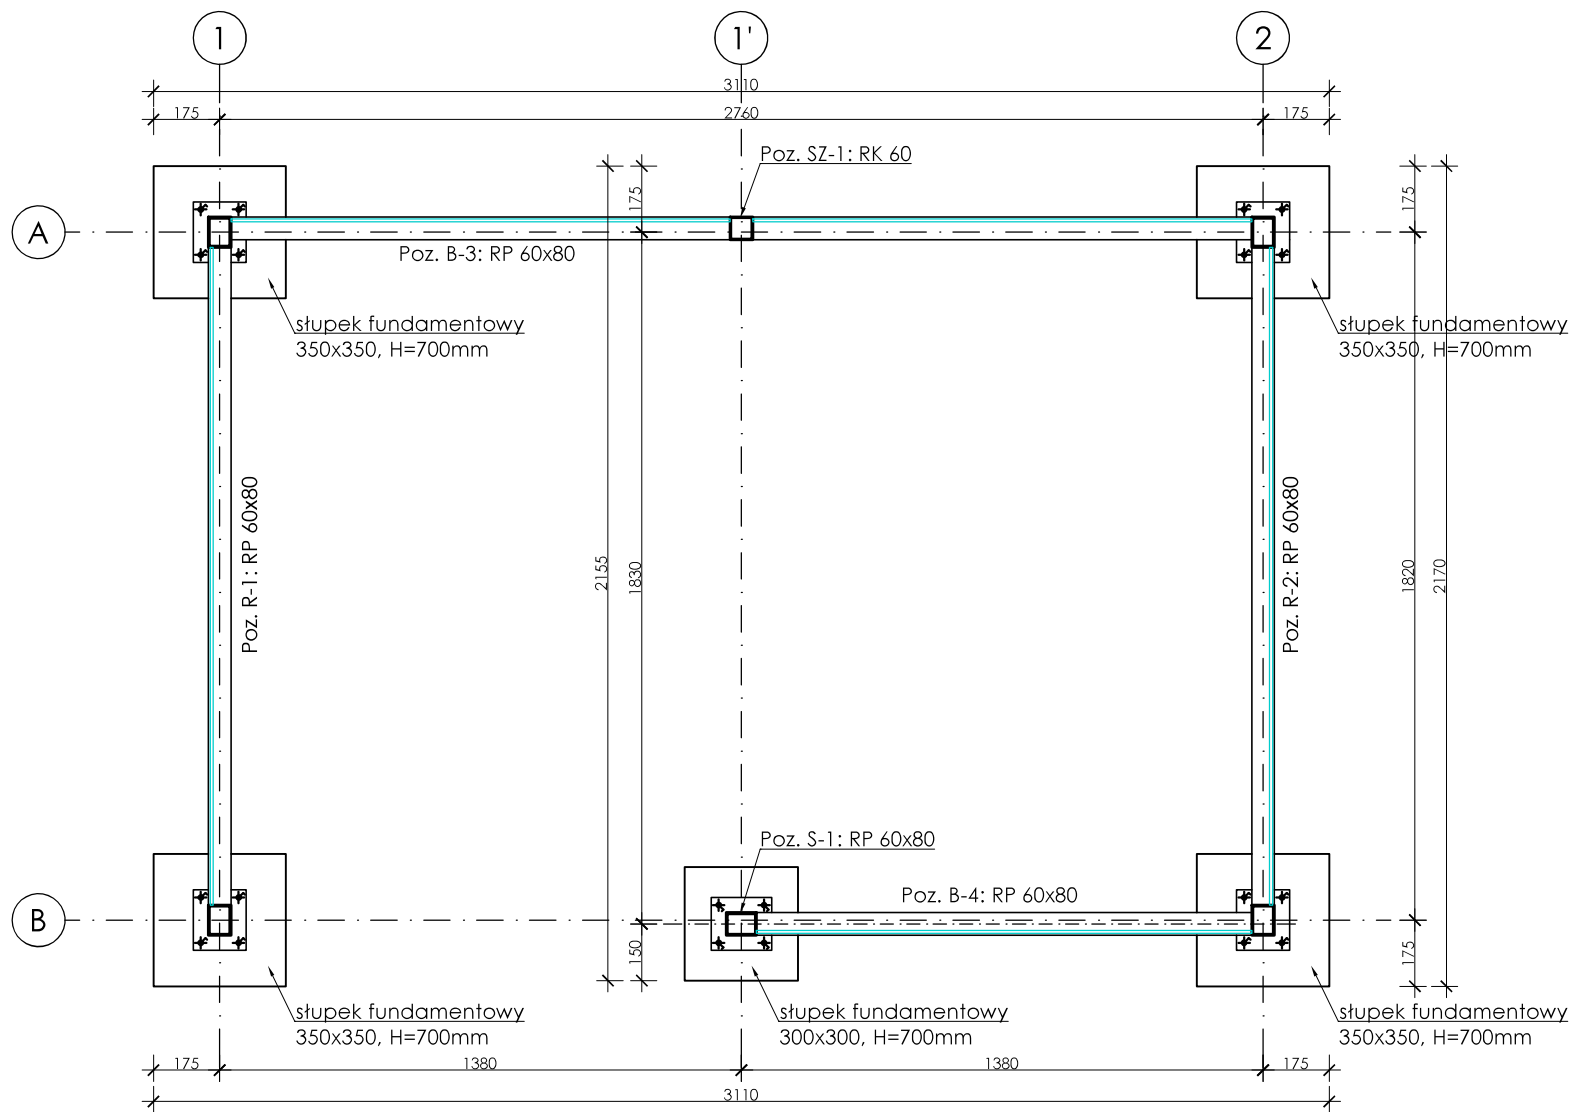 1
1'
2
3110
175
2760
175
Poz. SZ-1: RK 60
175
175
A
Poz. B-3: RP 60x80
słupek fundamentowy
350x350, H=700mm
słupek fundamentowy
350x350, H=700mm
Poz. R-1: RP 60x80
2155
1830
Poz. R-2: RP 60x80
1820
2170
Poz. S-1: RP 60x80
Poz. B-4: RP 60x80
B
150
175
słupek fundamentowy
350x350, H=700mm
słupek fundamentowy
300x300, H=700mm
słupek fundamentowy
350x350, H=700mm
175
1380
1380
175
3110